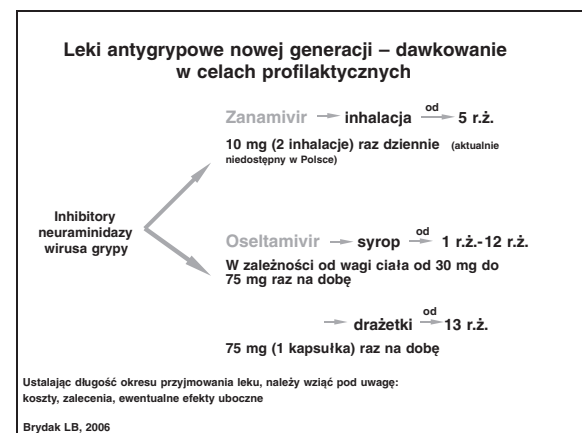 Leki antygrypowe nowej generacji – dawkowanie
w celach profilaktycznych
Zanamivir inhalacja od 5 r.ż.
10 mg (2 inhalacje) raz dziennie (aktualnie
niedostępny w Polsce)
Inhibitory
neuraminidazy
wirusa grypy
Oseltamivir syrop od 1 r.ż.-12 r.ż.
W zależności od wagi ciała od 30 mg do
75 mg raz na dobę
drażetki od 13 r.ż.
75 mg (1 kapsułka) raz na dobę
Ustalając długość okresu przyjmowania leku, należy wziąć pod uwagę:
koszty, zalecenia, ewentualne efekty uboczne
Brydak LB, 2006